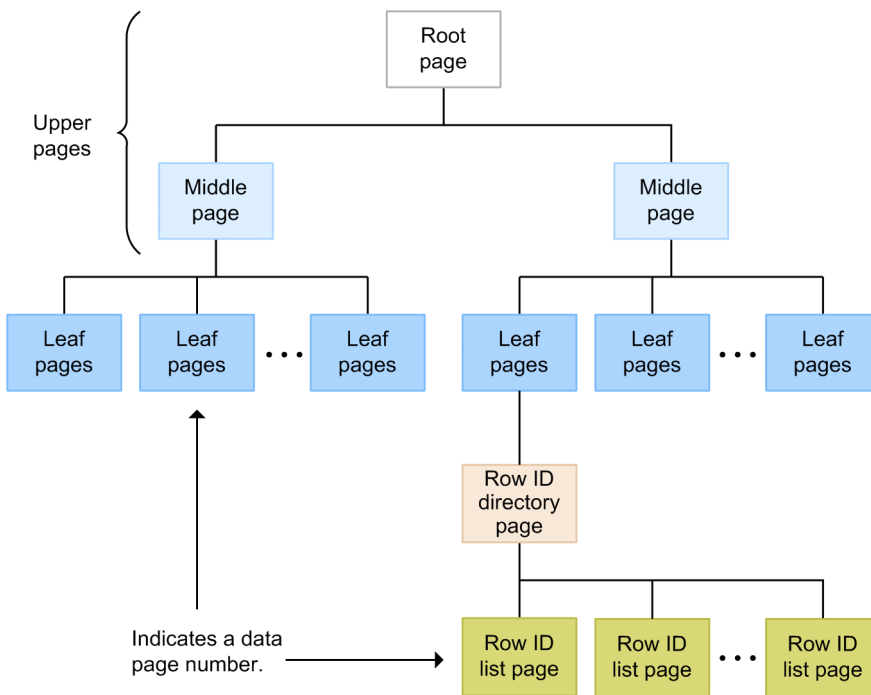 Root
page
Upper
pages
Middle
page
Middle
page
Leaf
pages
Leaf
pages
...
Leaf
pages
Leaf
pages
Leaf
pages
...
Leaf
pages
Row ID
directory
page
Indicates a data
page number.
Row ID
list page
Row ID
list page
...
Row ID
list page